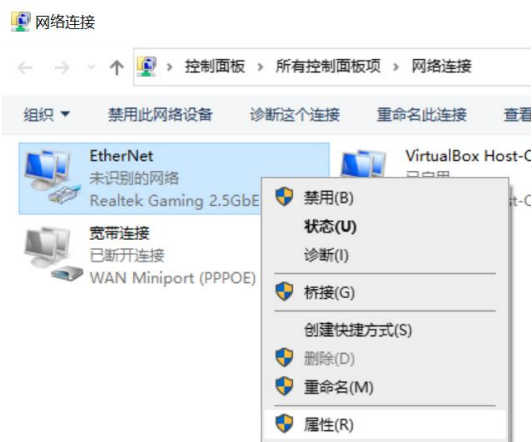 网络连接
控制面板 › 所有控制面板项 › 网络连接
组织 禁用此网络设备 诊断这个连接 重命名此连接 查看
EtherNet
未识别的网络
Realtek Gaming 2.5GbE
VirtualBox Host-
宽带连接
已断开连接
WAN Miniport (PPPOE)
禁用(B)
状态(U)
诊断(I)
桥接(G)
创建快捷方式(S)
删除(D)
重命名(M)
属性(R)